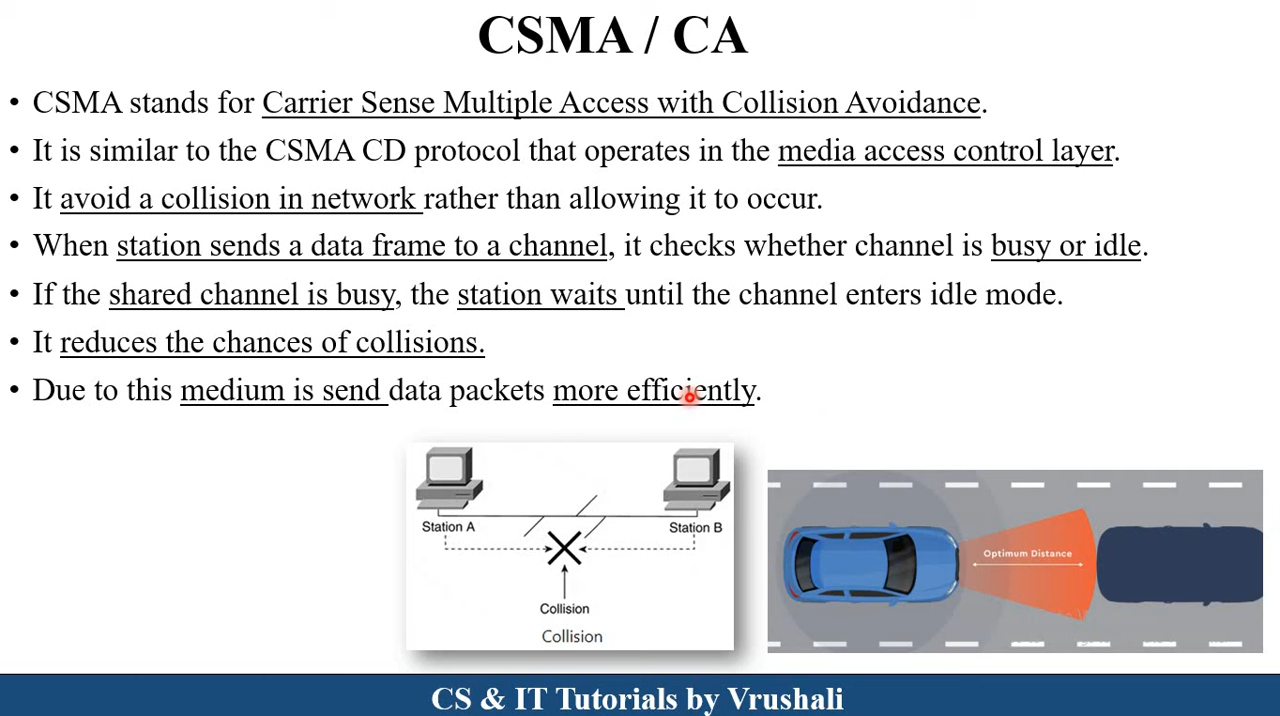 CSMA / CA
• CSMA stands for Carrier Sense Multiple Access with Collision Avoidance.
• It is similar to the CSMA CD protocol that operates in the media access control layer.
• It avoid a collision in network rather than allowing it to occur.
• When station sends a data frame to a channel, it checks whether channel is busy or idle.
• If the shared channel is busy, the station waits until the channel enters idle mode.
• It reduces the chances of collisions.
• Due to this medium is send data packets more efficiently.
Station A
Station B
Collision
Collision
Optimum Distance
CS & IT Tutorials by Vrushali